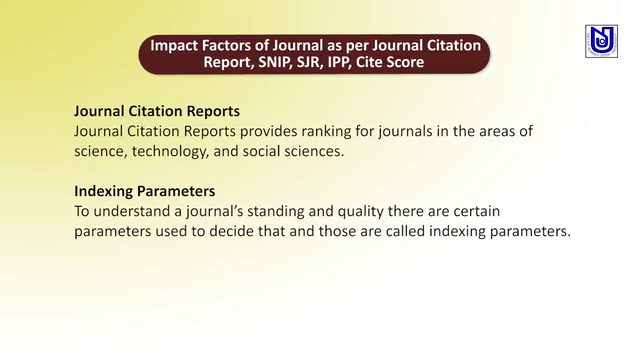 Impact Factors of Journal as per Journal Citation
Report, SNIP, SJR, IPP, Cite Score
Journal Citation Reports
Journal Citation Reports provides ranking for journals in the areas of
science, technology, and social sciences.
Indexing Parameters
To understand a journal's standing and quality there are certain
parameters used to decide that and those are called indexing parameters.